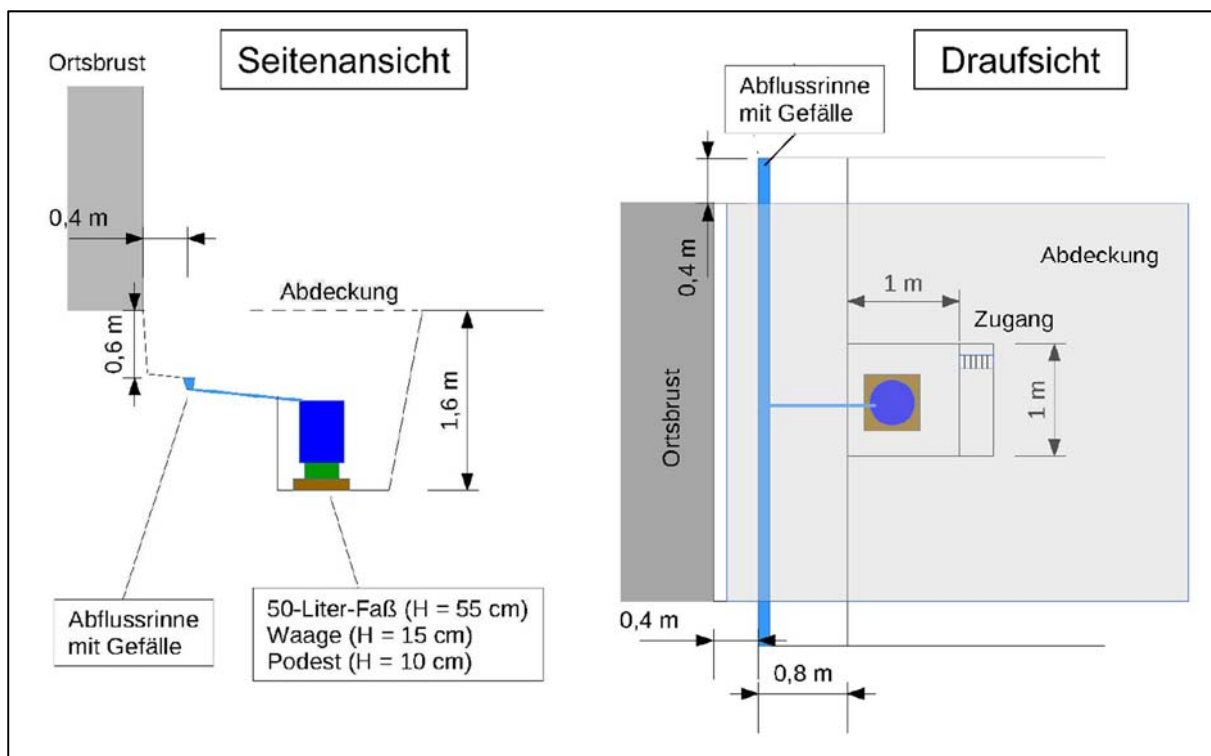 Seitenansicht
Ortsbrust
0,4 m
0,6 m
Abdeckung
1,6 m
Abflussrinne
mit Gefälle
50-Liter-Faß (H = 55 cm)
Waage (H = 15 cm)
Podest (H = 10 cm)
Draufsicht
Abflussrinne
mit Gefälle
0,4 m
Abdeckung
1 m
Zugang
1 m
Ortsbrust
0,4 m
0,8 m